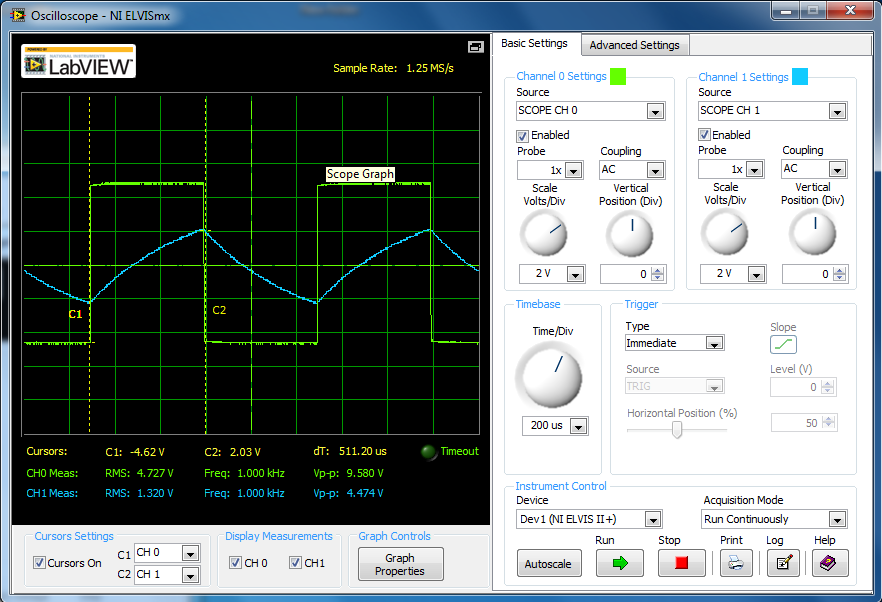 Oscilloscope - NI ELVISmx
LabVIEW
Sample Rate: 1.25 MS/s
Scope Graph
C1
C2
Cursors: C1: -4.62 V C2: 2.03 V dT: 511.20 us Timeout
CH0 Meas: RMS: 4.727 V Freq: 1.000 kHz Vp-p: 9.580 V
CH1 Meas: RMS: 1.320 V Freq: 1.000 kHz Vp-p: 4.474 V
Cursors Settings
Cursors On
C1 CH 0
C2 CH 1
Display Measurements
CH 0 CH1
Graph Controls
Graph
Properties
Basic Settings Advanced Settings
Channel 0 Settings
Source
SCOPE CH 0
Enabled
Probe Coupling
1x AC
Scale Vertical
Volts/Div Position (Div)
2 V 0
Channel 1 Settings
Source
SCOPE CH 1
Enabled
Probe Coupling
1x AC
Scale Vertical
Volts/Div Position (Div)
2 V 0
Timebase
Time/Div
200 us
Trigger
Type Slope
Immediate
Source Level (V)
TRIG 0
Horizontal Position (%)
50
Instrument Control
Device Acquisition Mode
Dev1 (NI ELVIS II+) Run Continuously
Run Stop Print Log Help
Autoscale